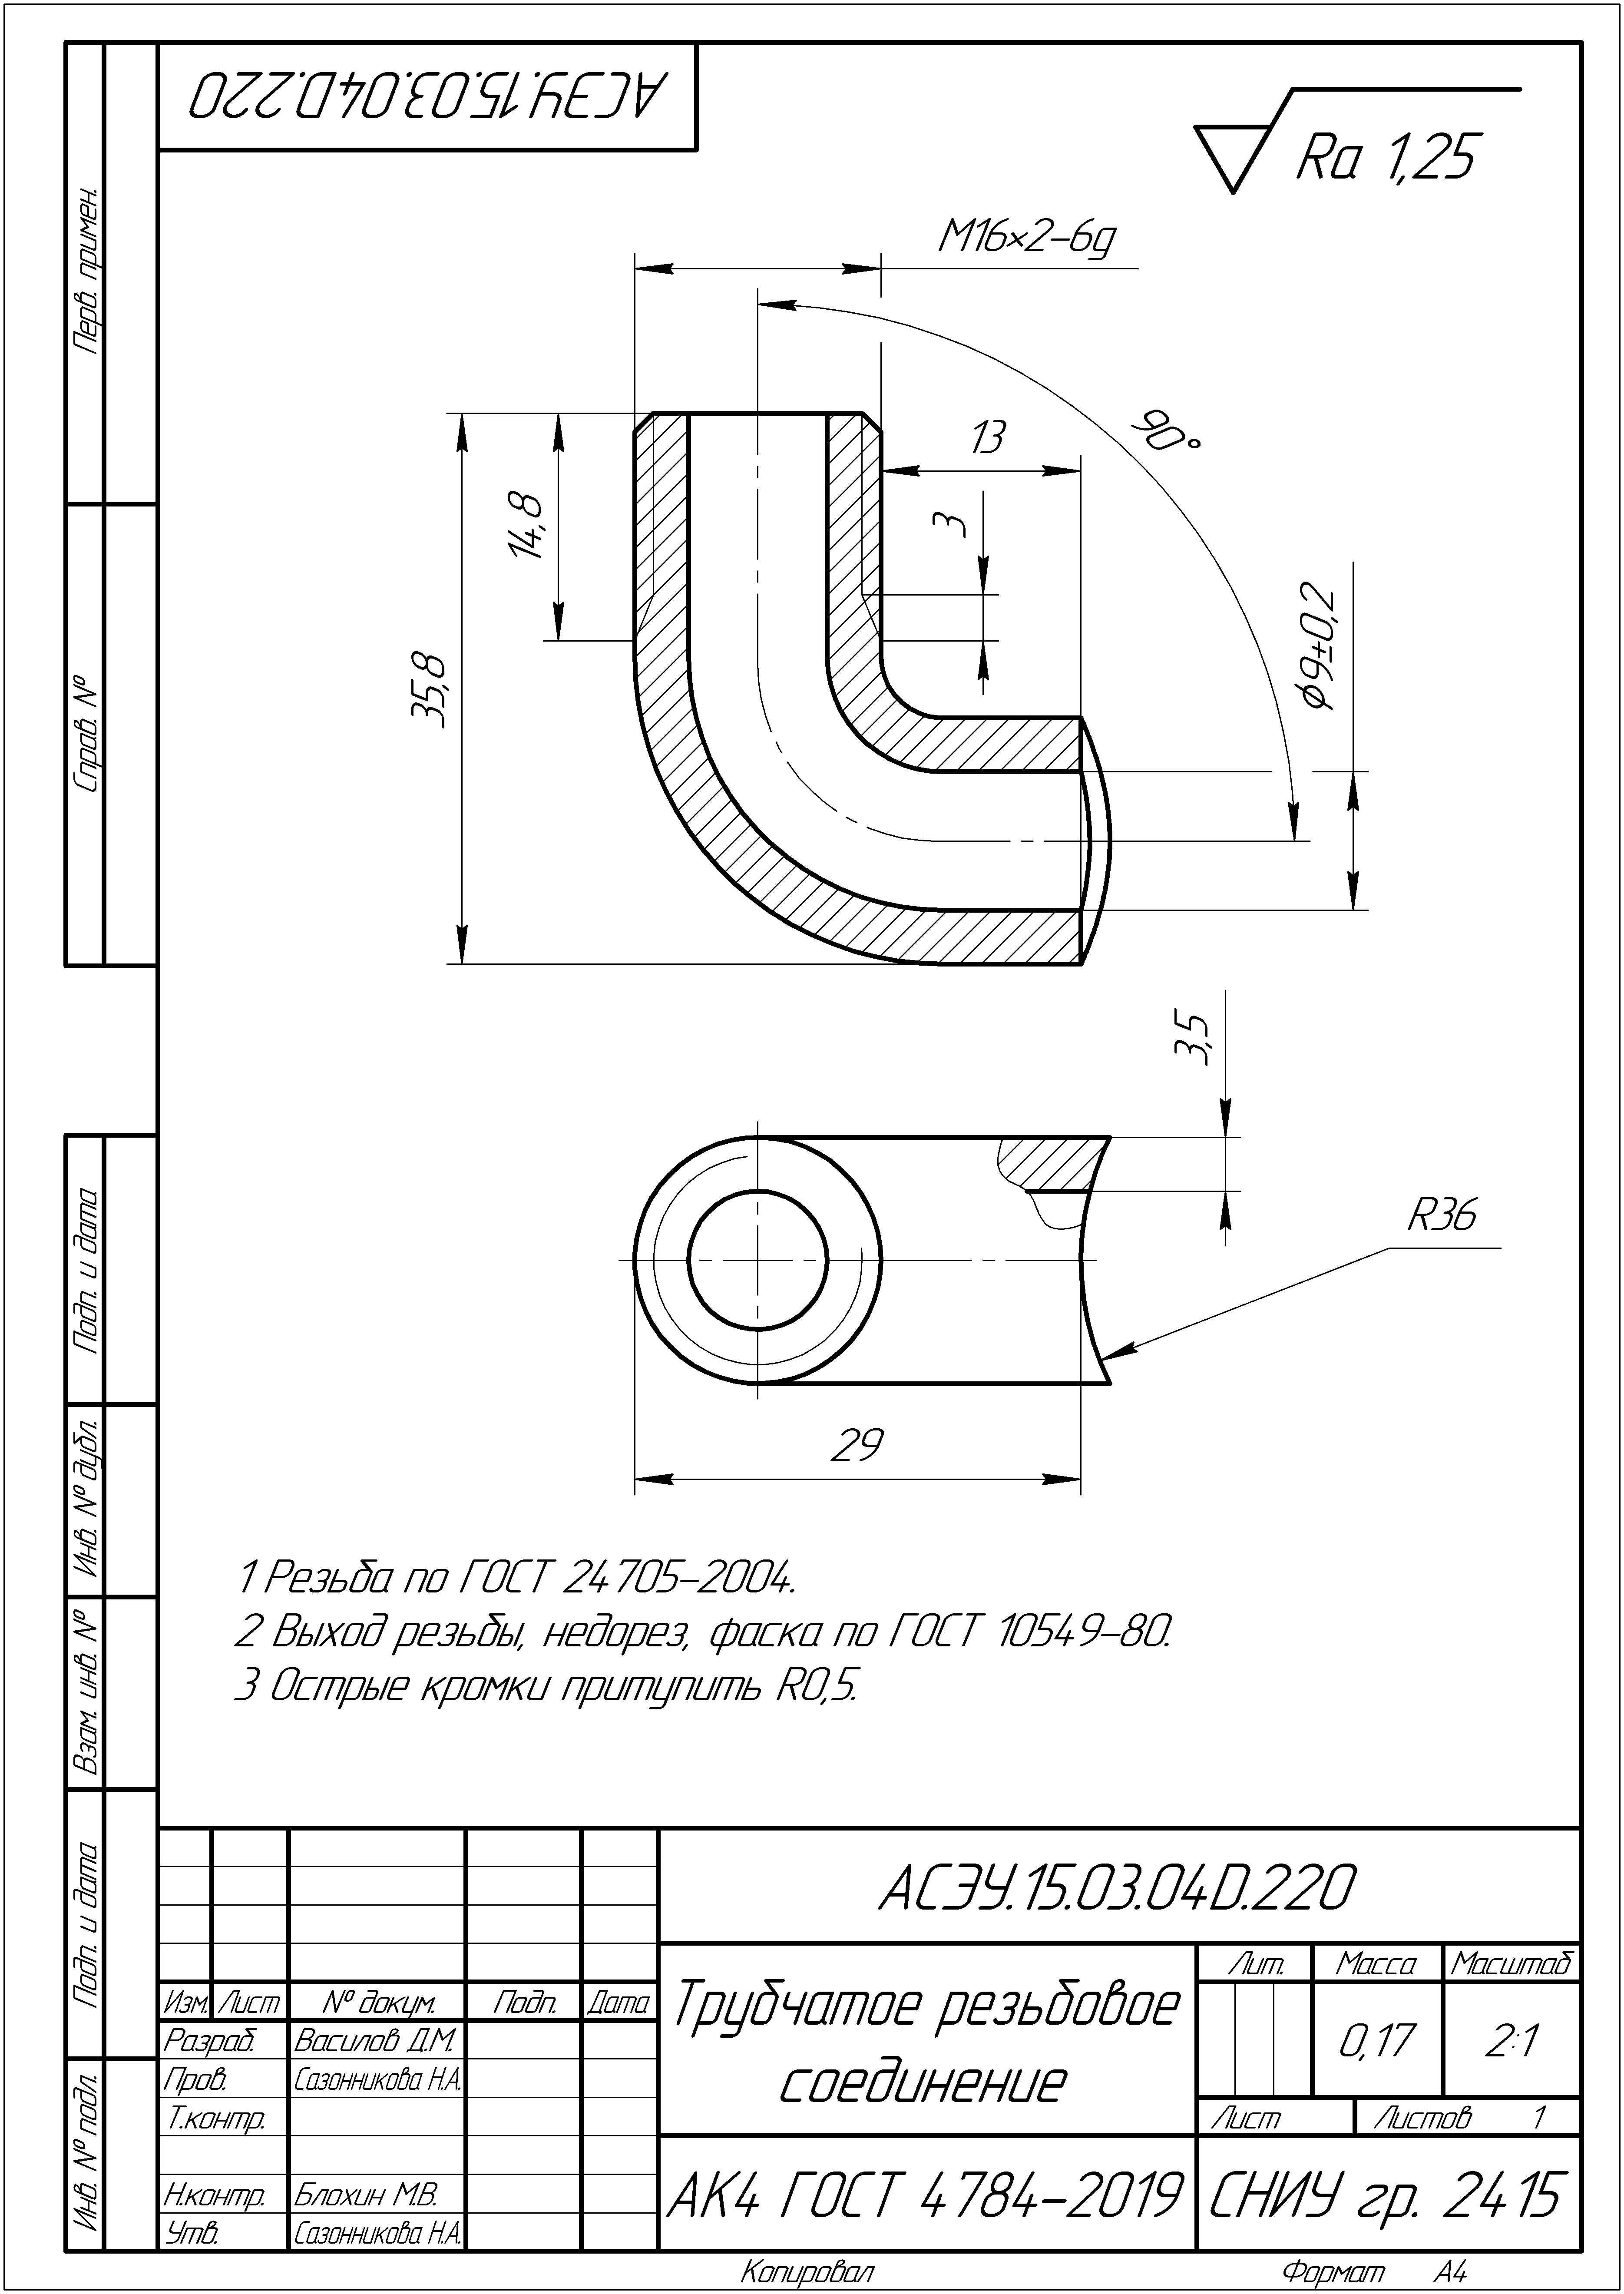 АСЭУ.15.03.04D.220
Ra 1,25
М16×2-6g
90°
13
3
14,8
35,8
⌀9±0,2
3,5
R36
29
1 Резьба по ГОСТ 24705-2004.
2 Выход резьбы, недорез, фаска по ГОСТ 10549-80.
3 Острые кромки притупить R0,5.
Перв. примен.
Справ. №
Подп. и дата
Инв. № дубл.
Взам. инв. №
Подп. и дата
Инв. № подл.
АСЭУ.15.03.04D.220
Изм. Лист № докум. Подп. Дата
Разраб. Василов Д.М.
Пров. Сазонникова Н.А.
Т.контр.
Н.контр. Блохин М.В.
Утв. Сазонникова Н.А.
Трубчатое резьбовое
соединение
Лит. Масса Масштаб
0,17 2:1
Лист Листов 1
АК4 ГОСТ 4784-2019
СНИУ гр. 2415
Копировал Формат А4